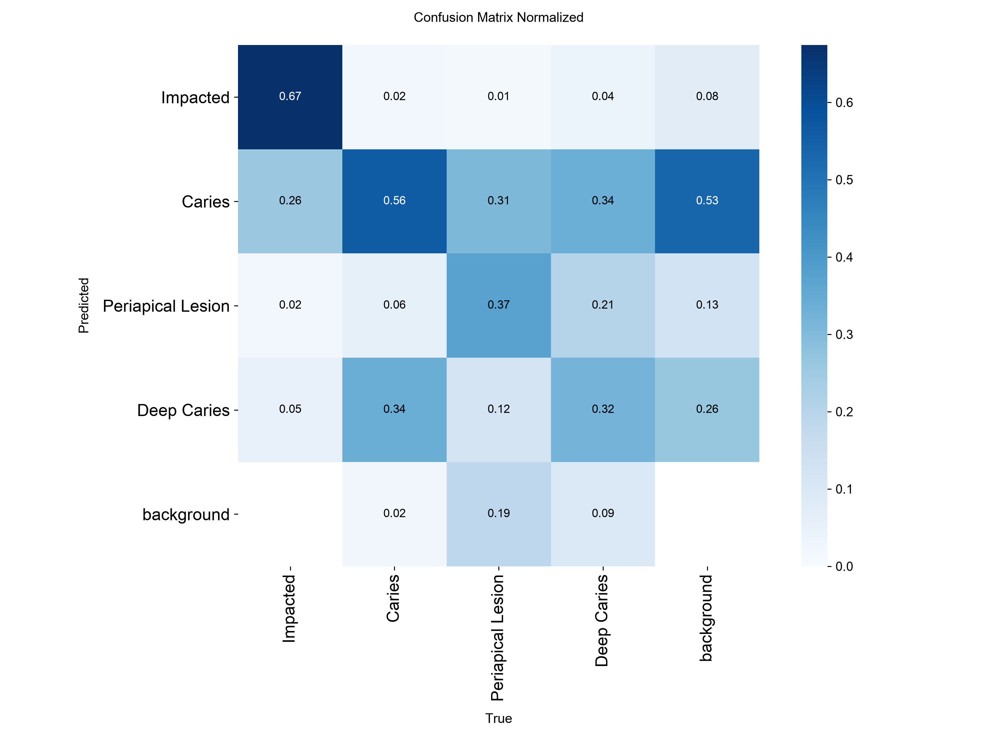 Confusion Matrix Normalized
Impacted 0.67 0.02 0.01 0.04 0.08
Caries 0.26 0.56 0.31 0.34 0.53
Periapical Lesion 0.02 0.06 0.37 0.21 0.13
Deep Caries 0.05 0.34 0.12 0.32 0.26
background 0.02 0.19 0.09
Predicted
Impacted
Caries
Periapical Lesion
Deep Caries
background
True
0.6
0.5
0.4
0.3
0.2
0.1
0.0